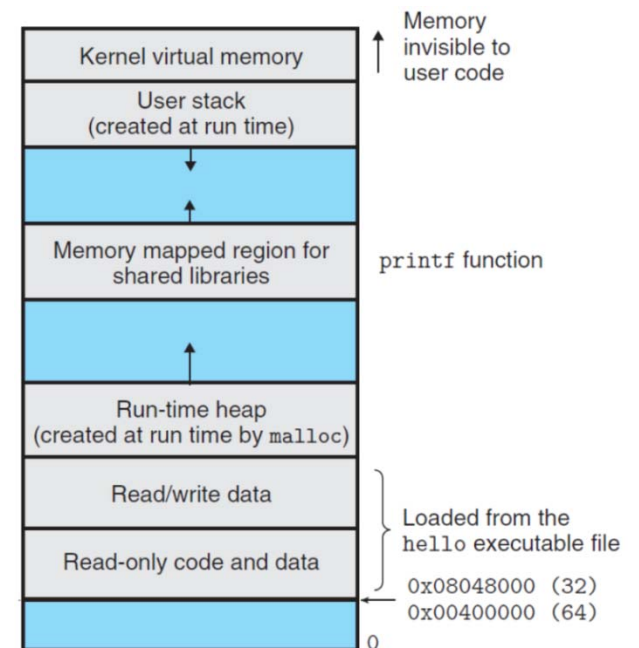 Memory
invisible to
user code
Kernel virtual memory
User stack
(created at run time)
Memory mapped region for
shared libraries
printf function
Run-time heap
(created at run time by malloc)
Read/write data
Loaded from the
hello executable file
Read-only code and data
0x08048000 (32)
0x00400000 (64)
0